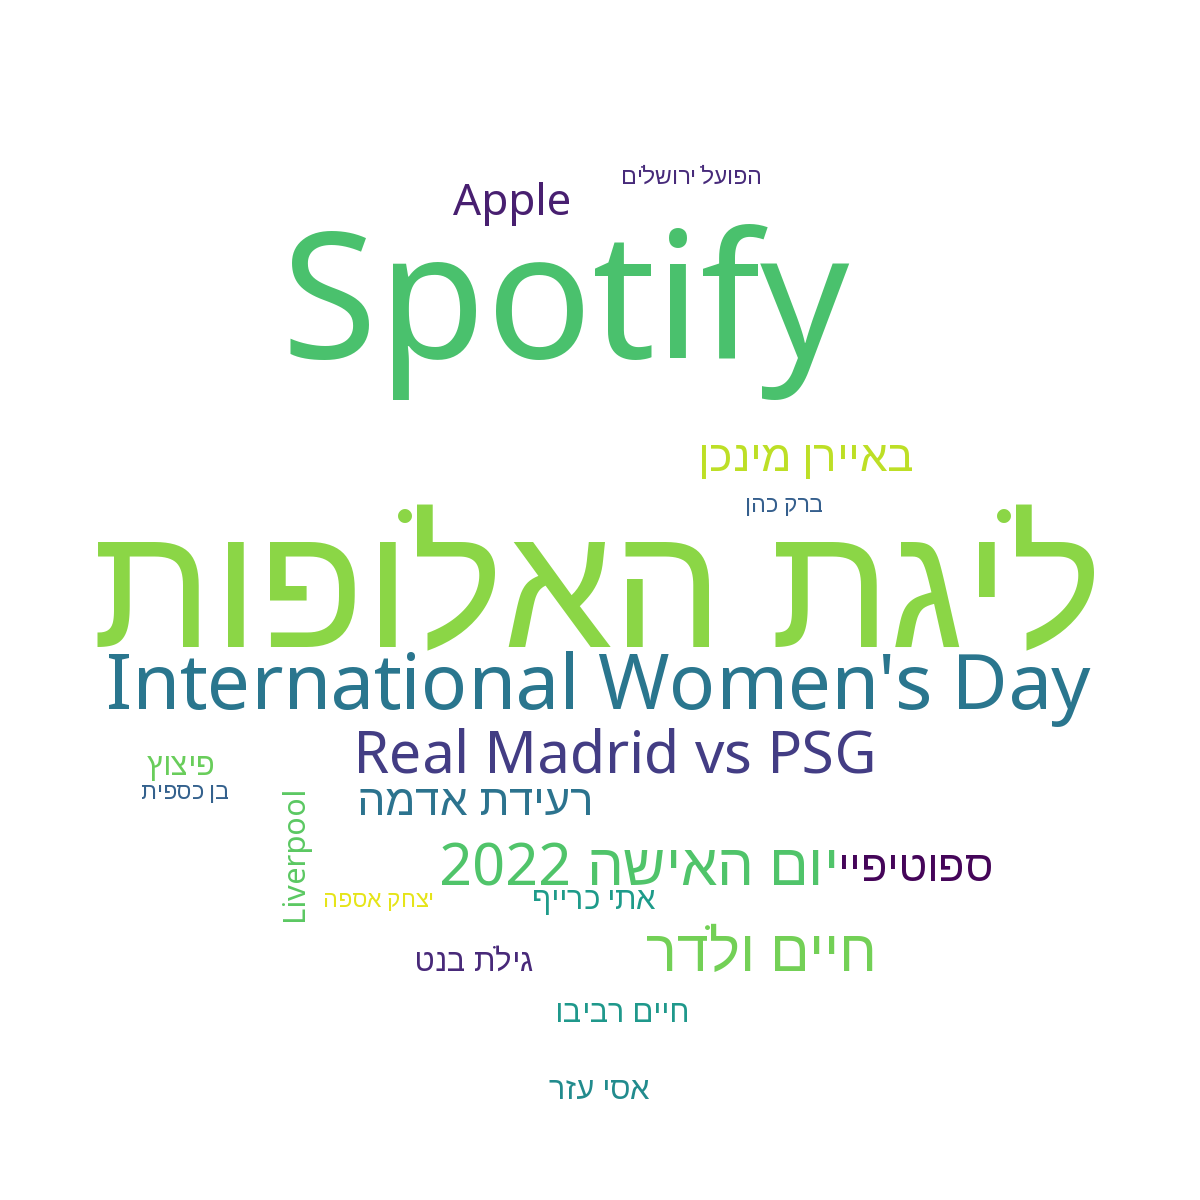 הפועל ירושלים
Apple
Spotify
באיירן מינכן
ברק כהן
ליגת האלופות
International Women's Day
Real Madrid vs PSG
פיצוץ
בן כספית
רעידת אדמה
Liverpool
יום האישה 2022
ספוטיפיי
יצחק אספה
אתי כרייף
חיים ולדר
גילת בנט
חיים רביבו
אסי עזר